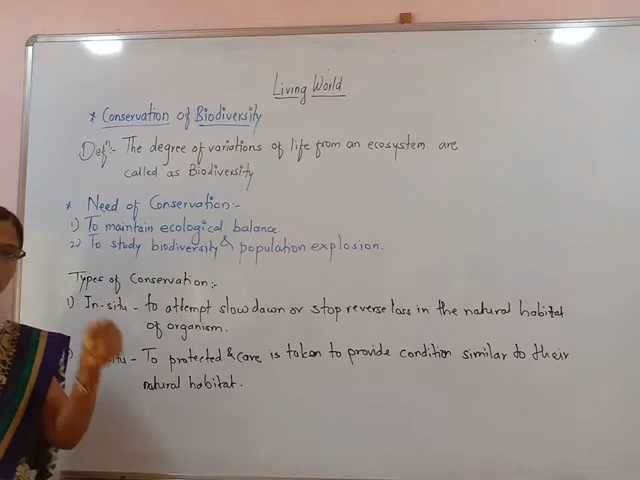 Living World
* Conservation of Biodiversity
Defⁿ:- The degree of variations of life from an ecosystem are
called as Biodiversity
* Need of Conservation:-
1) To maintain ecological balance.
2) To study biodiversity & population explosion.
Types of Conservation:-
1) In-situ - to attempt slow dawn or stop reverse loss in the natural habitat
of organism.
) situ - To protected & care is taken to provide condition similar to their
natural habitat.